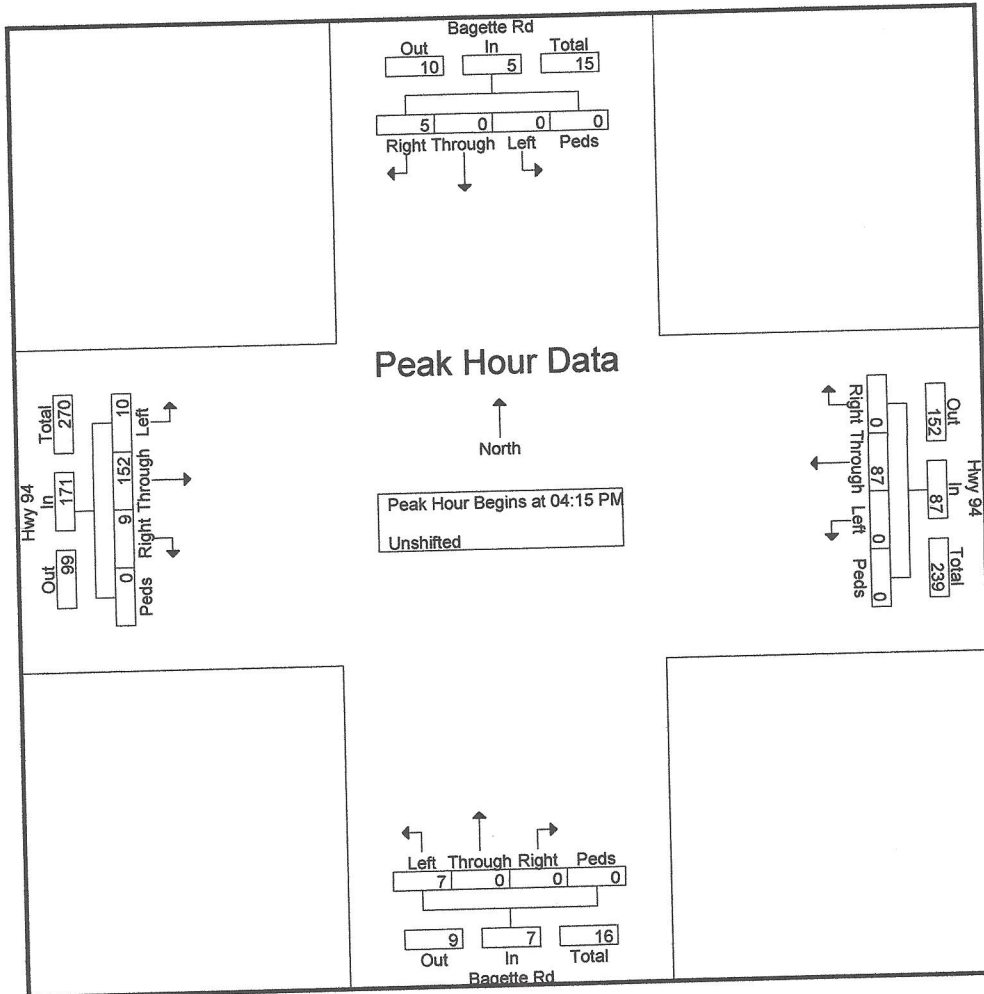 Bagette Rd
Out In Total
10 5 15
5 0 0 0
Right Through Left Peds
Peak Hour Data
North
Peak Hour Begins at 04:15 PM
Unshifted
Hwy 94
Total In Out
270 171 99
10 152 9 0
Left Through Right Peds
Hwy 94
Out In Total
152 87 239
0 87 0 0
Right Through Left Peds
Left Through Right Peds
7 0 0 0
9 7 16
Out In Total
Bagette Rd